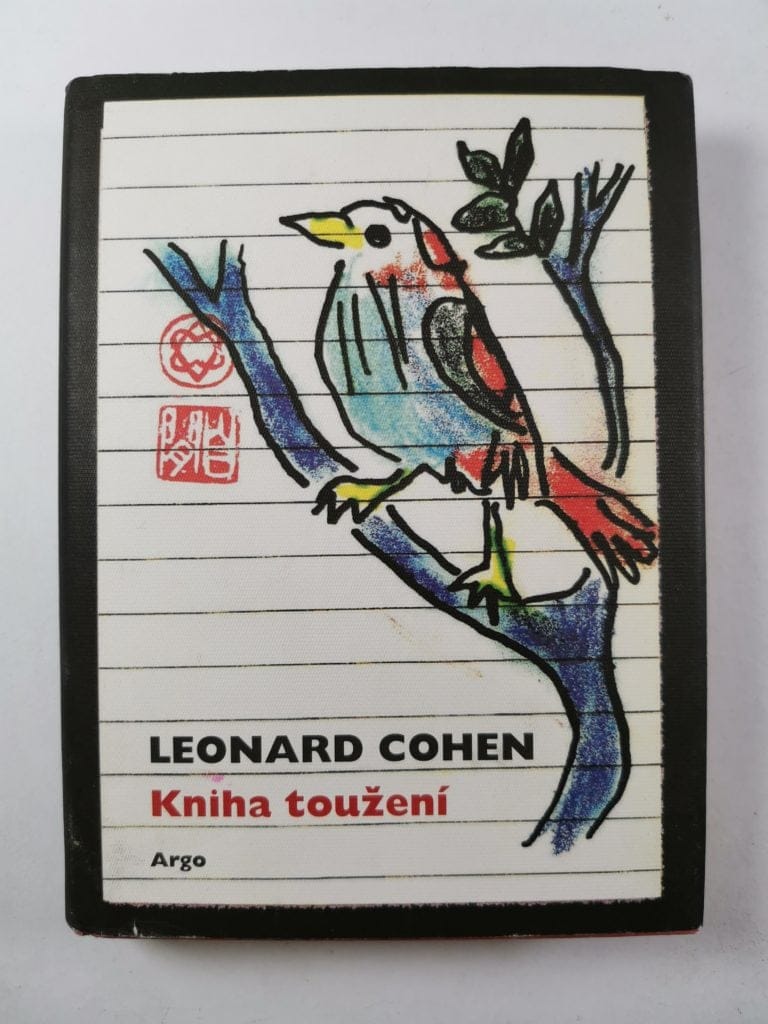 LEONARD COHEN
Kniha toužení
Argo